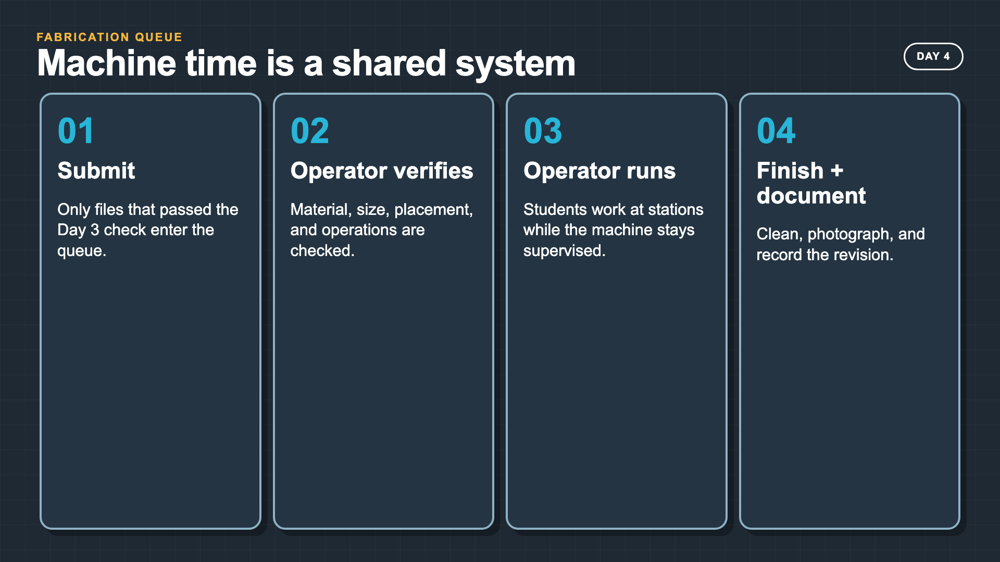 FABRICATION QUEUE
Machine time is a shared system
DAY 4
01
Submit
Only files that passed the
Day 3 check enter the
queue.
02
Operator verifies
Material, size, placement,
and operations are
checked.
03
Operator runs
Students work at stations
while the machine stays
supervised.
04
Finish +
document
Clean, photograph, and
record the revision.